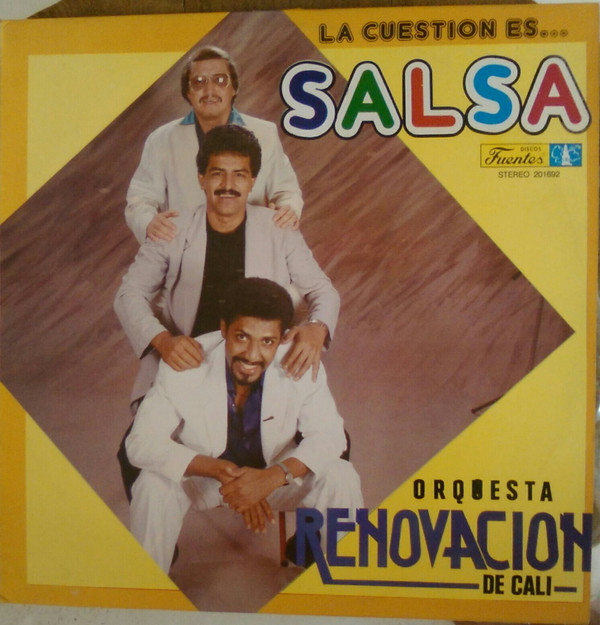 LA CUESTION ES...
SALSA
DISCOS
Fuentes
STEREO 201692
ORQUESTA
RENOVACION
DE CALI